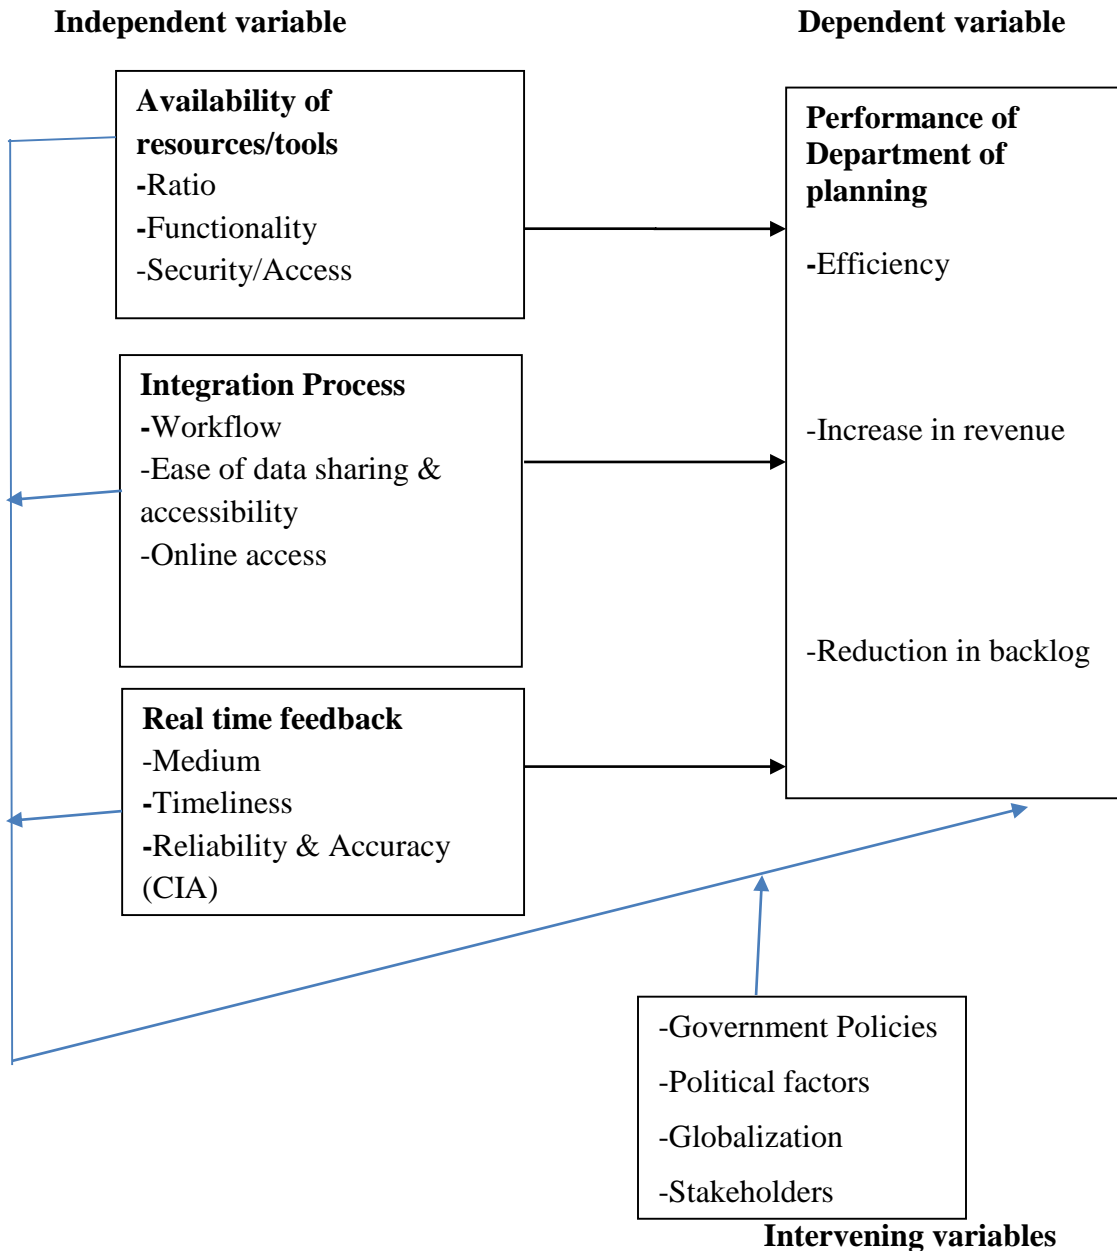 Independent variable
Dependent variable
Availability of
resources/tools
-Ratio
-Functionality
-Security/Access
Integration Process
-Workflow
-Ease of data sharing &
accessibility
-Online access
Real time feedback
-Medium
-Timeliness
-Reliability & Accuracy
(CIA)
Performance of
Department of
planning
-Efficiency
-Increase in revenue
-Reduction in backlog
-Government Policies
-Political factors
-Globalization
-Stakeholders
Intervening variables